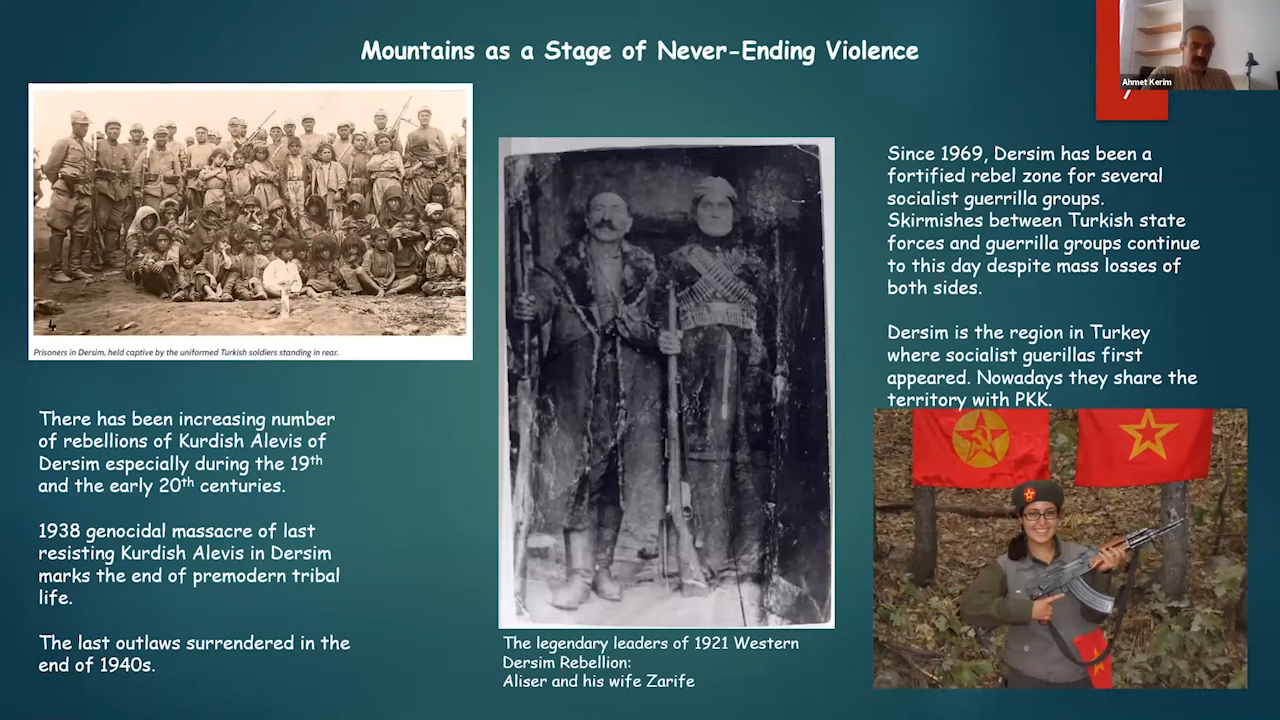 Mountains as a Stage of Never-Ending Violence
Ahmet Kerim
7
Prisoners in Dersim, held captive by the uniformed Turkish soldiers standing in rear.
There has been increasing number
of rebellions of Kurdish Alevis of
Dersim especially during the 19th
and the early 20th centuries.
1938 genocidal massacre of last
resisting Kurdish Alevis in Dersim
marks the end of premodern tribal
life.
The last outlaws surrendered in the
end of 1940s.
The legendary leaders of 1921 Western
Dersim Rebellion:
Aliser and his wife Zarife
Since 1969, Dersim has been a
fortified rebel zone for several
socialist guerrilla groups.
Skirmishes between Turkish state
forces and guerrilla groups continue
to this day despite mass losses of
both sides.
Dersim is the region in Turkey
where socialist guerillas first
appeared. Nowadays they share the
territory with PKK.